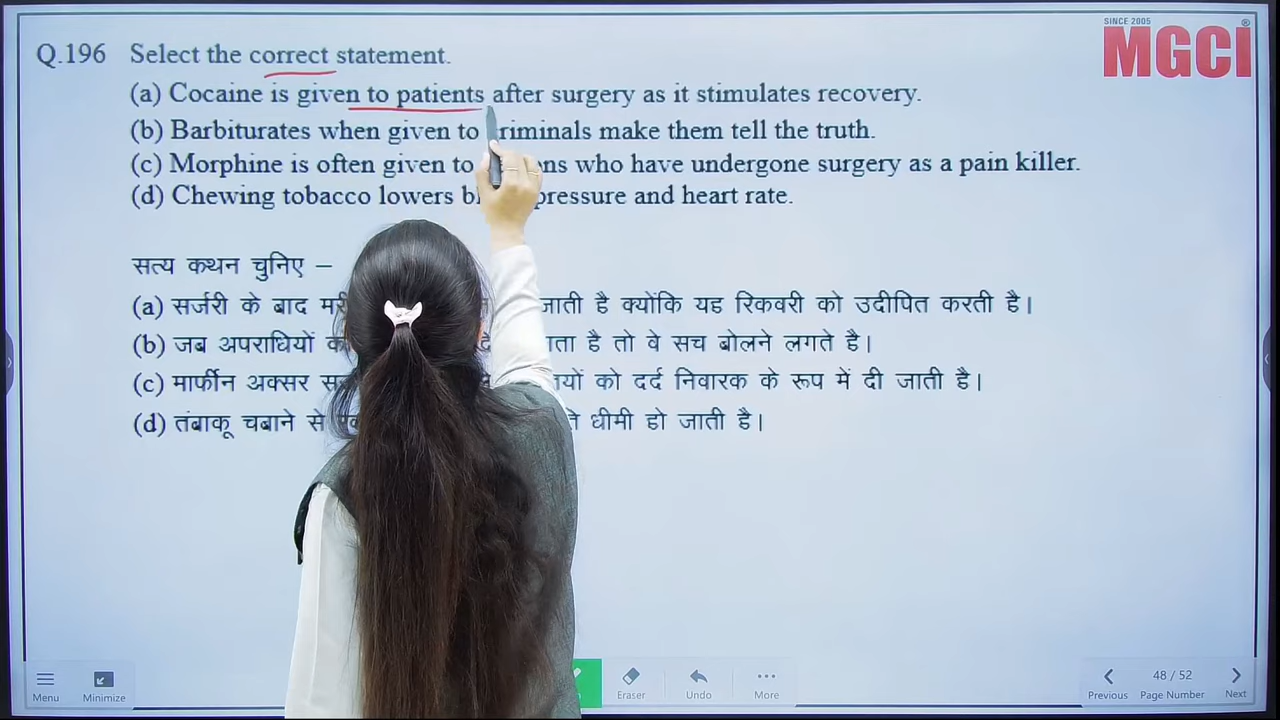 SINCE 2005
MGCI®
Q.196 Select the correct statement.
(a) Cocaine is given to patients after surgery as it stimulates recovery.
(b) Barbiturates when given to criminals make them tell the truth.
(c) Morphine is often given to who have undergone surgery as a pain killer.
(d) Chewing tobacco lowers pressure and heart rate.
सत्य कथन चुनिए –
(a) सर्जरी के बाद जाती है क्योंकि यह रिकवरी को उदीपित करती है।
(b) जब अपराधियों है तो वे सच बोलने लगते है।
(c) मार्फीन अक्सर को दर्द निवारक के रूप में दी जाती है।
(d) तंबाकू चबाने से धीमी हो जाती है।
Menu Minimize Eraser Undo More Previous 48 / 52 Page Number Next